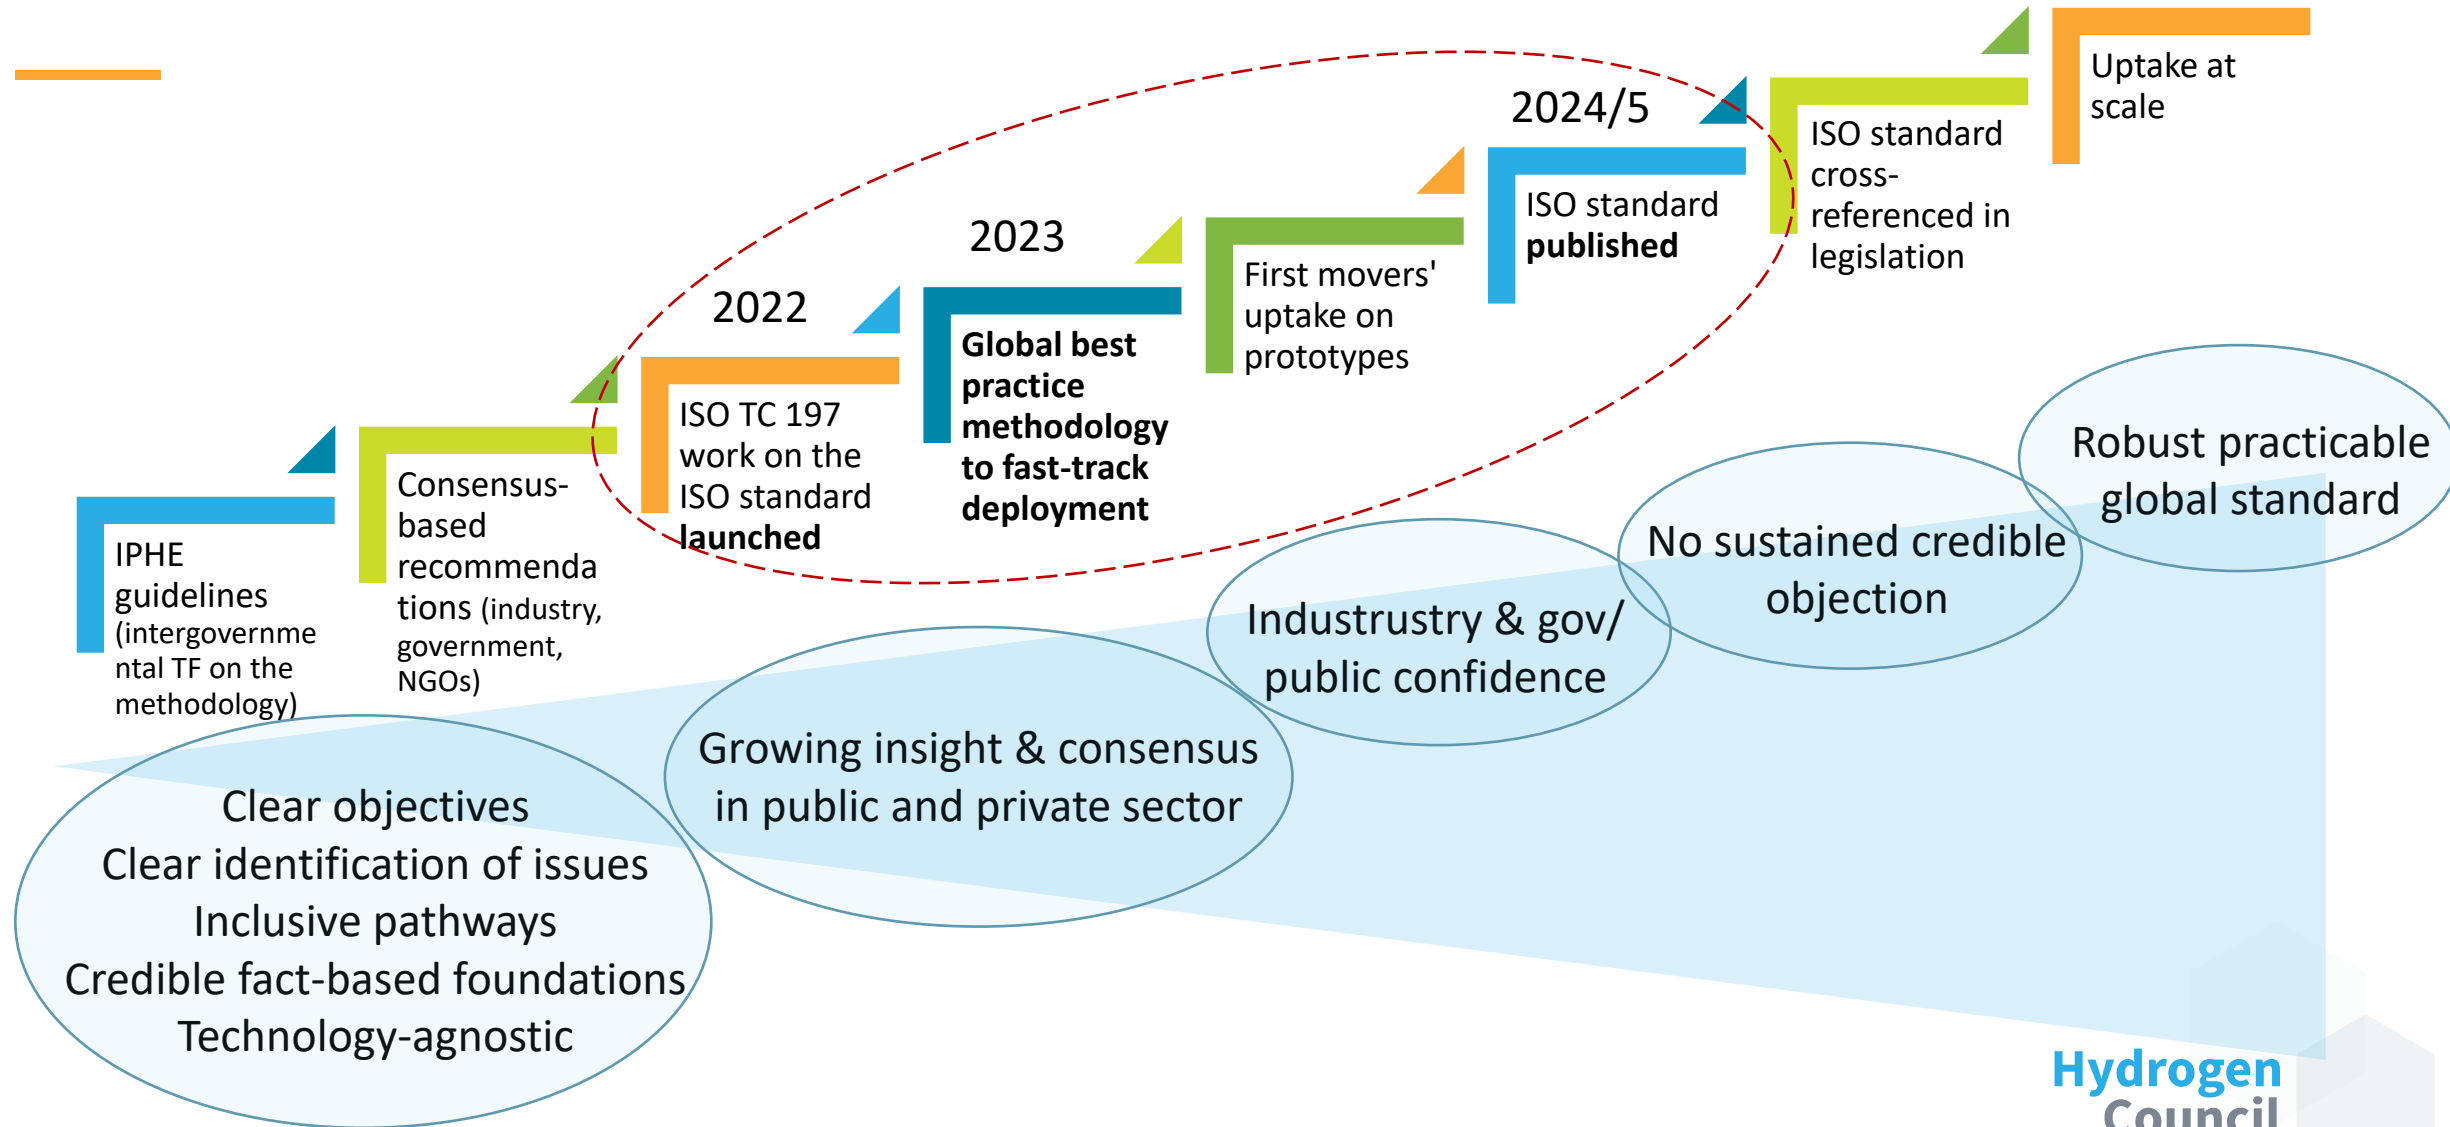 IPHE
guidelines
(intergovernme
ntal TF on the
methodology)
Consensus-
based
recommenda
tions (industry,
government,
NGOs)
2022
ISO TC 197
work on the
ISO standard
launched
2023
Global best
practice
methodology
to fast-track
deployment
First movers'
uptake on
prototypes
2024/5
ISO standard
published
ISO standard
cross-
referenced in
legislation
Uptake at
scale
Clear objectives
Clear identification of issues
Inclusive pathways
Credible fact-based foundations
Technology-agnostic
Growing insight & consensus
in public and private sector
Industrustry & gov/
public confidence
No sustained credible
objection
Robust practicable
global standard
Hydrogen
Council